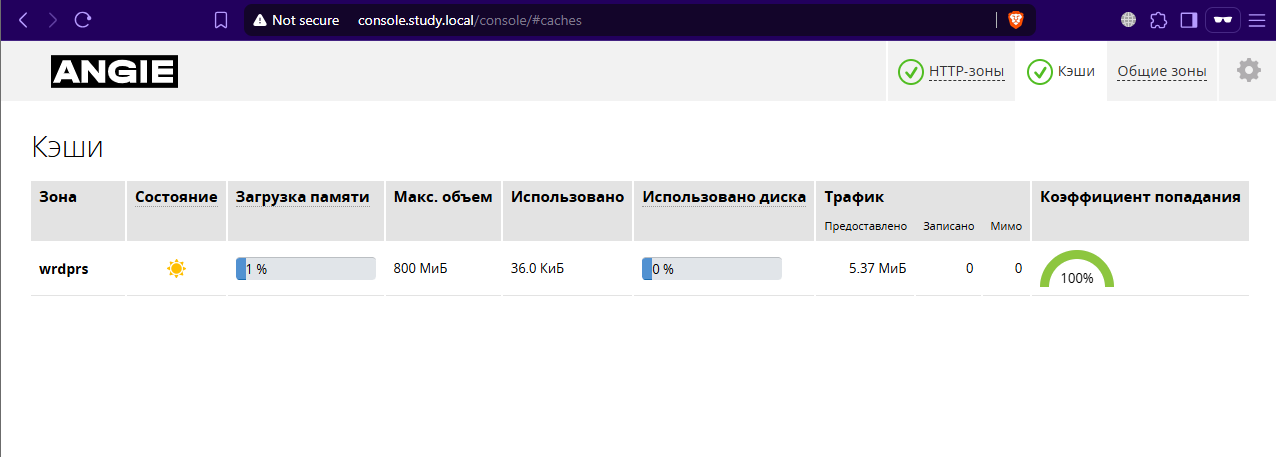 Not secure console.study.local/console/#caches
ANGIE HTTP-зоны Кэши Общие зоны
Кэши
Зона Состояние Загрузка памяти Макс. объем Использовано Использовано диска Трафик Коэффициент попадания
Предоставлено Записано Мимо
wrdprs 1 % 800 МиБ 36.0 КиБ 0 % 5.37 МиБ 0 0 100%